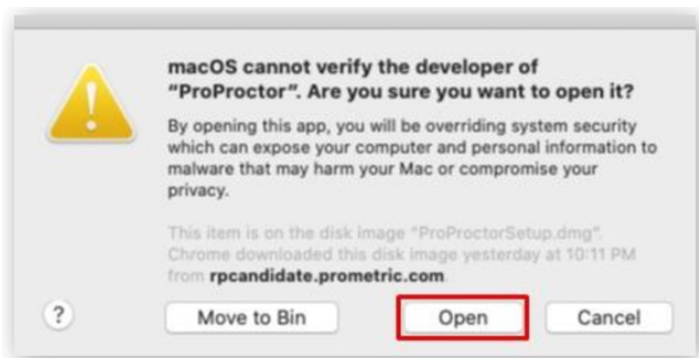 macOS cannot verify the developer of
“ProProctor”. Are you sure you want to open it?
By opening this app, you will be overriding system security
which can expose your computer and personal information to
malware that may harm your Mac or compromise your
privacy.
This item is on the disk image “ProProctorSetup.dmg”.
Chrome downloaded this disk image yesterday at 10:11 PM
from rpcandidate.prometric.com.
?
Move to Bin
Open
Cancel